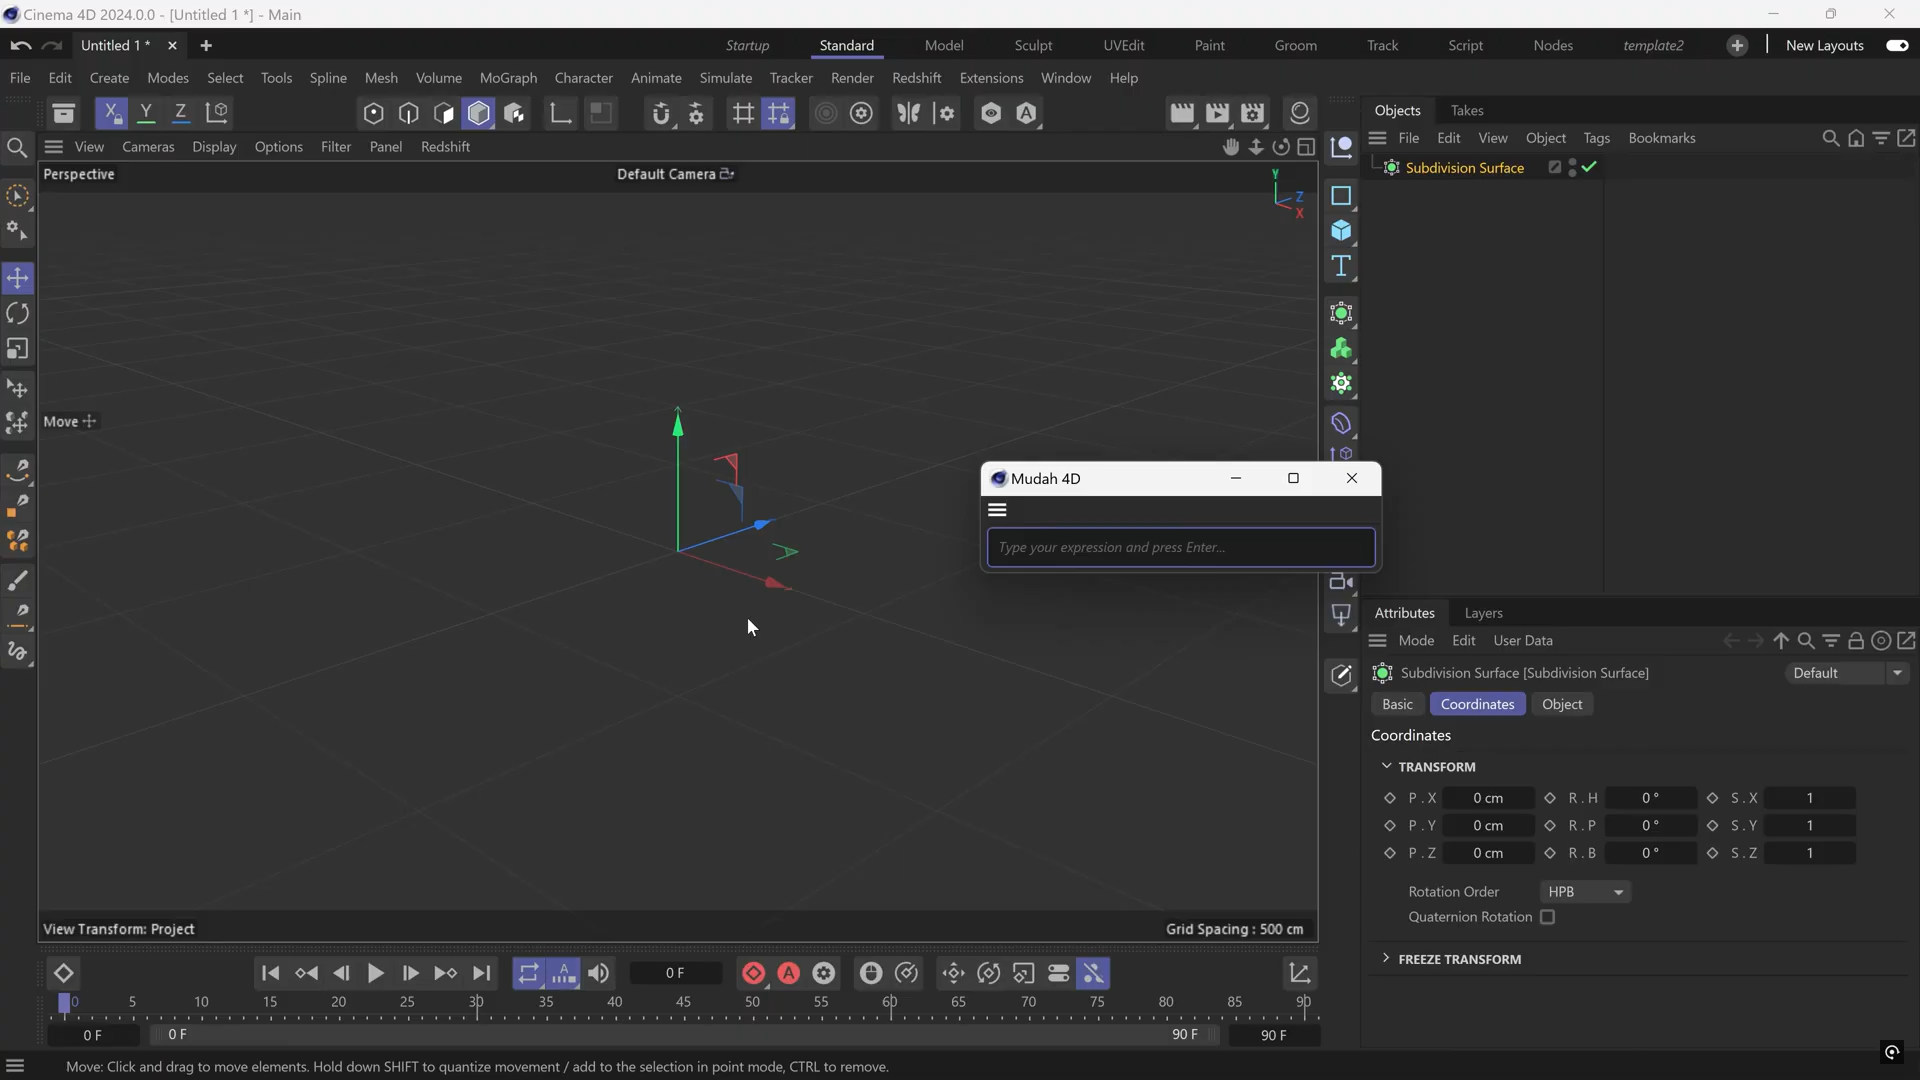 Cinema 4D 2024.0.0 - [Untitled 1 *] - Main
Untitled 1 *
Startup Standard Model Sculpt UVEdit Paint Groom Track Script Nodes template2 New Layouts
File Edit Create Modes Select Tools Spline Mesh Volume MoGraph Character Animate Simulate Tracker Render Redshift Extensions Window Help
X Y Z
View Cameras Display Options Filter Panel Redshift
Perspective
Default Camera
Y
Z
X
Move
Mudah 4D
Type your expression and press Enter...
View Transform: Project
Grid Spacing : 500 cm
Objects Takes
File Edit View Object Tags Bookmarks
Subdivision Surface
Attributes Layers
Mode Edit User Data
Subdivision Surface [Subdivision Surface]
Default
Basic Coordinates Object
Coordinates
TRANSFORM
P . X 0 cm R . H 0 ° S . X 1
P . Y 0 cm R . P 0 ° S . Y 1
P . Z 0 cm R . B 0 ° S . Z 1
Rotation Order HPB
Quaternion Rotation
FREEZE TRANSFORM
0 F
0 5 10 15 20 25 30 35 40 45 50 55 60 65 70 75 80 85 90
0 F 0 F 90 F 90 F
Move: Click and drag to move elements. Hold down SHIFT to quantize movement / add to the selection in point mode, CTRL to remove.